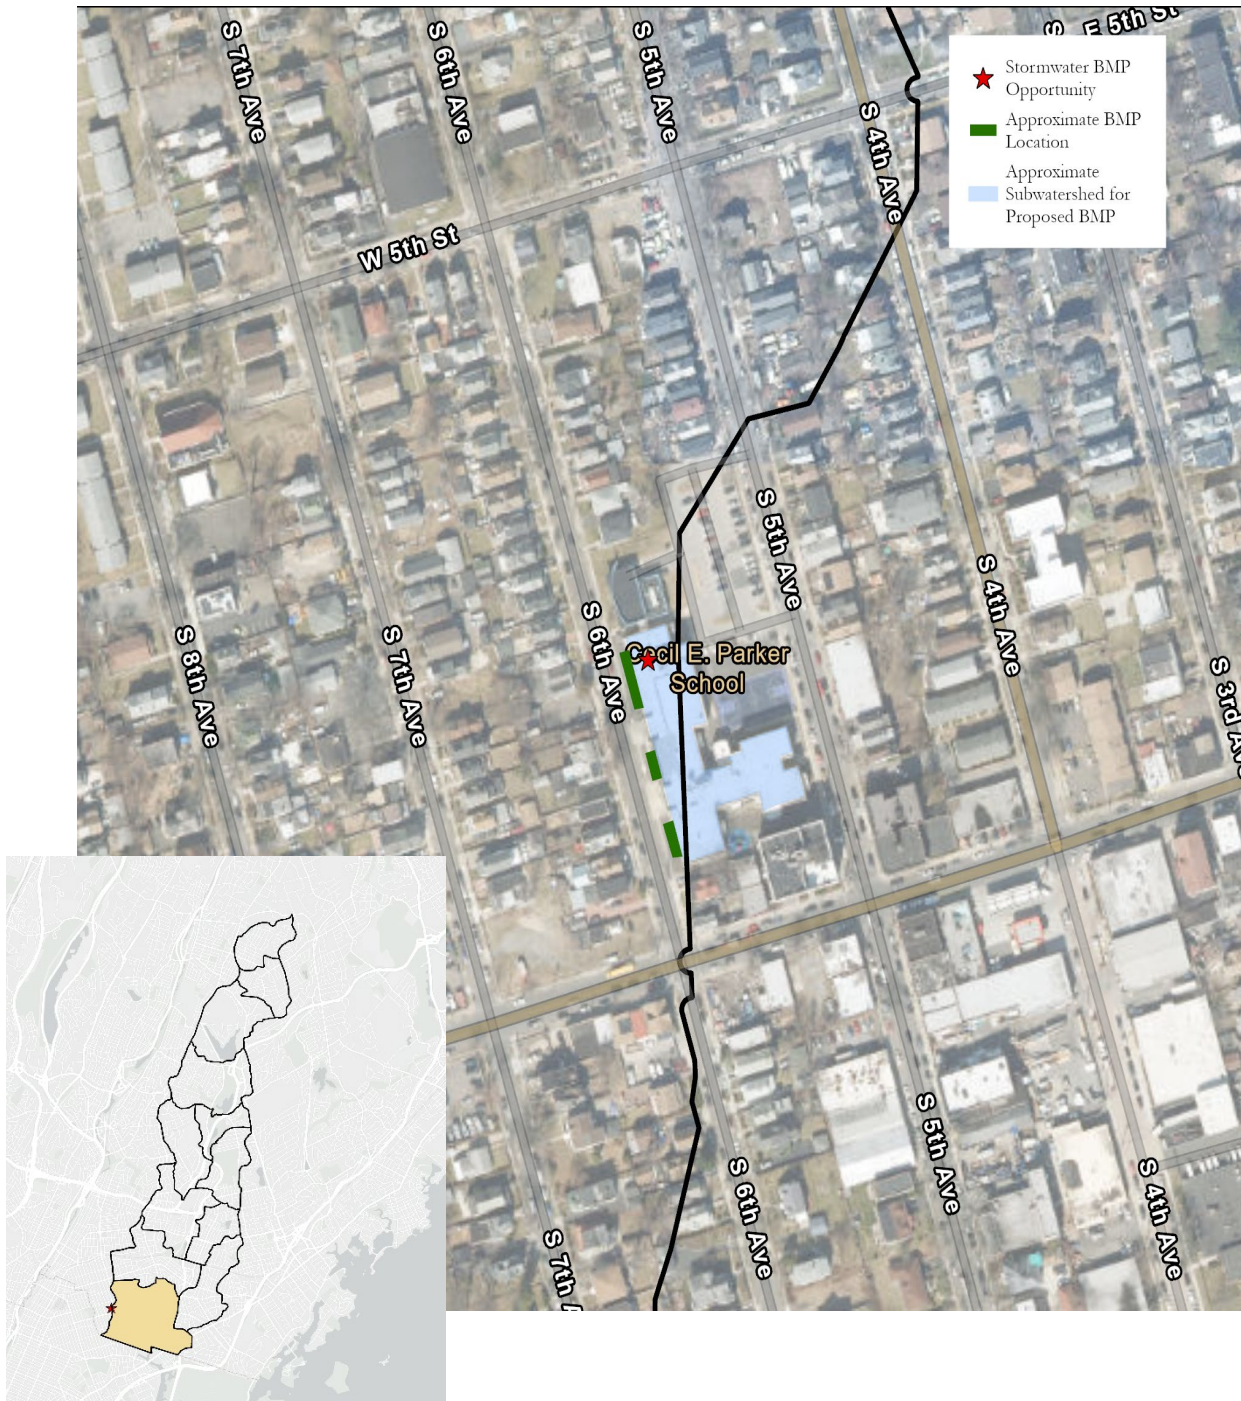 S 7th Ave
S 6th Ave
S 5th Ave
S 4th Ave
E 5th St
Stormwater BMP
Opportunity
Approximate BMP
Location
Approximate
Subwatershed for
Proposed BMP
W 5th St
S 5th Ave
S 4th Ave
S 8th Ave
S 7th Ave
S 6th Ave
Cecil E. Parker
School
S 3rd Av
S 5th Ave
S 6th Ave
S 4th Ave
S 7th